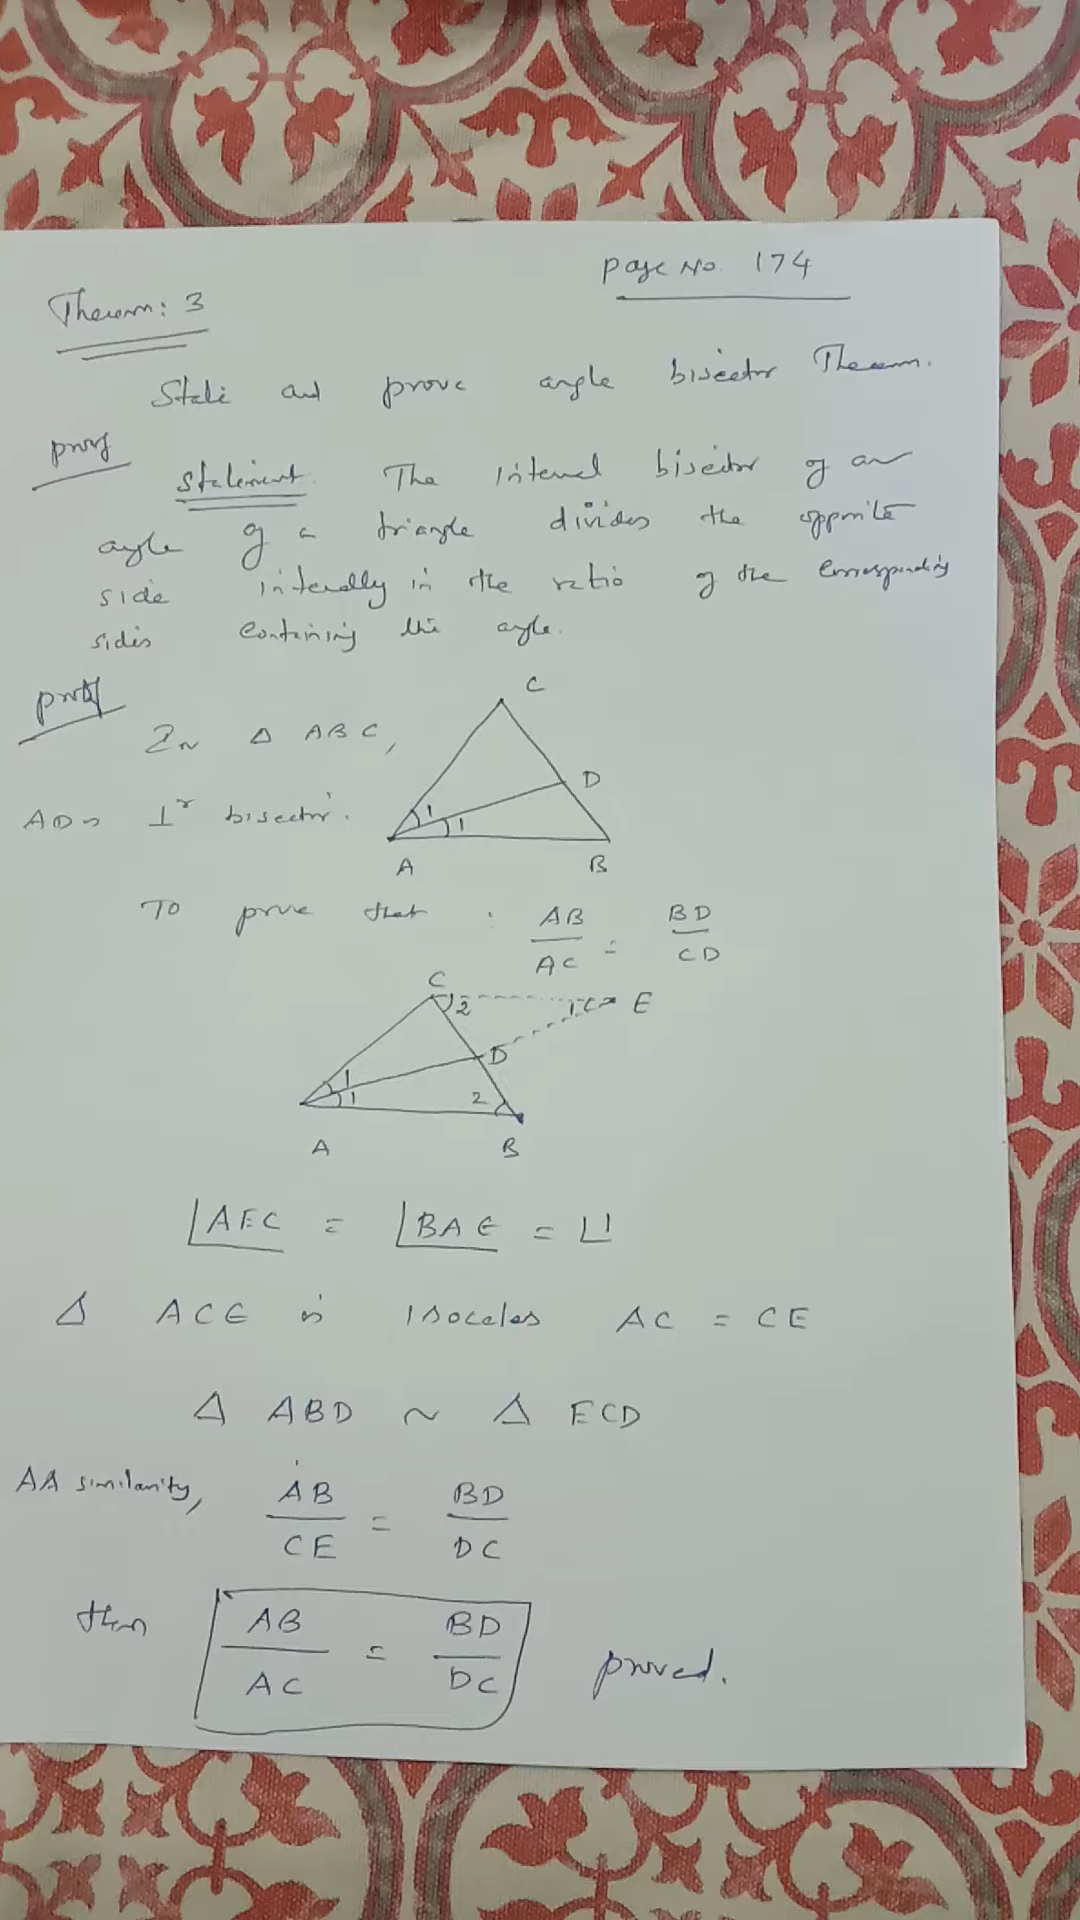 Page No. 174
Theorem: 3
State and prove angle bisector Theorem.
proof
Statement. The internal bisector of an
angle of a triangle divides the opposite
side internally in the ratio of the corresponding
sides containing the angle.
proof
In Δ ABC,
C
D
1
1
A B
AD is ⊥r bisector.
To prove that : AB/AC = BD/CD
C 2 1 E
D
1
1 2
A B
∠AEC = ∠BAE = ∠1
Δ ACE is isoceles AC = CE
Δ ABD ~ Δ ECD
AA similarity, AB/CE = BD/DC
then AB/AC = BD/DC proved.